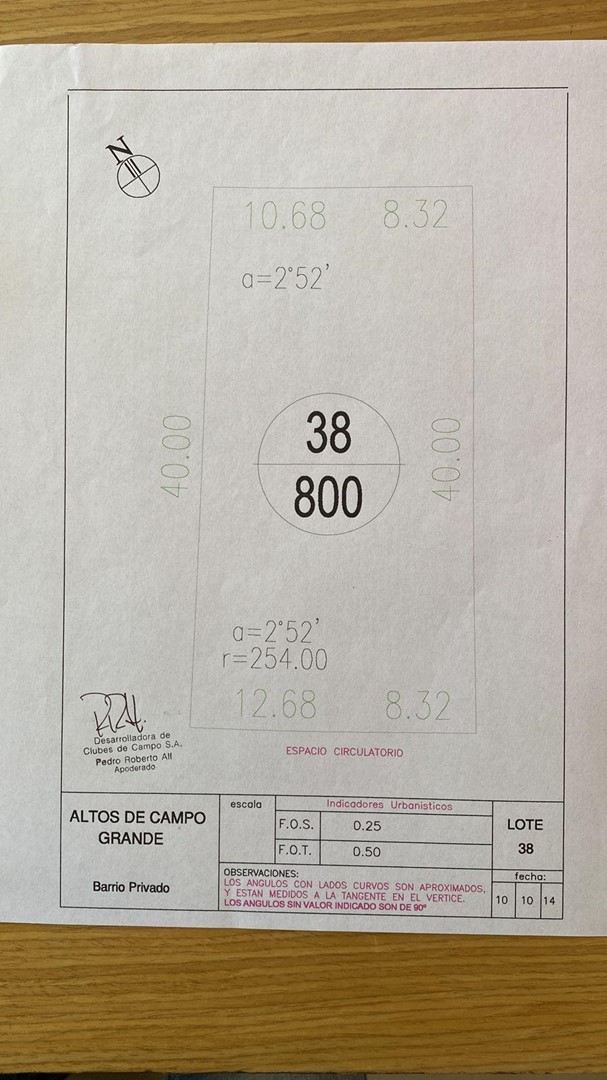 N
10.68 8.32
a=2°52'
40.00
38
800
40.00
a=2°52'
r=254.00
12.68 8.32
Desarrolladora de
Clubes de Campo S.A.
Pedro Roberto Alf
Apoderado
ESPACIO CIRCULATORIO
ALTOS DE CAMPO
GRANDE
Barrio Privado
escala
Indicadores Urbanisticos
F.O.S. 0.25
F.O.T. 0.50
LOTE
38
OBSERVACIONES:
LOS ANGULOS CON LADOS CURVOS SON APROXIMADOS,
Y ESTAN MEDIDOS A LA TANGENTE EN EL VERTICE.
LOS ANGULOS SIN VALOR INDICADO SON DE 90º
fecha:
10 10 14